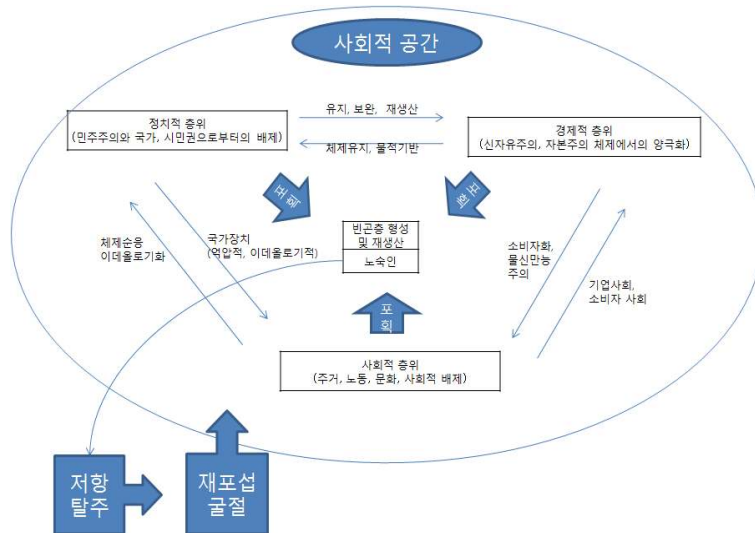 사회적 공간
유지, 보완, 재생산
정치적 층위
(민주주의와 국가, 시민권으로부터의 배제)
경제적 층위
(신자유주의, 자본주의 체제에서의 양극화)
체제유지, 물적기반
포획
포획
빈곤층 형성
및 재생산
노숙인
체제순응
이데올로기화
국가장치
(억압적, 이데올로기적)
소비자화,
물신만능
주의
기업사회,
소비자 사회
포획
사회적 층위
(주거, 노동, 문화, 사회적 배제)
저항
탈주
재포섭
굴절